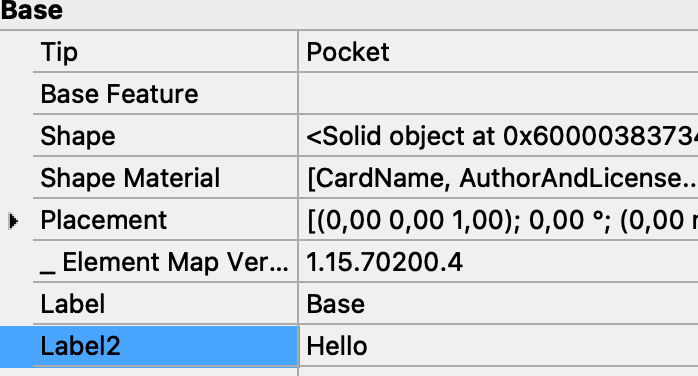 Base
Tip Pocket
Base Feature
Shape <Solid object at 0x60000383734
Shape Material [CardName, AuthorAndLicense...
Placement [(0,00 0,00 1,00); 0,00 °; (0,00
_ Element Map Ver... 1.15.70200.4
Label Base
Label2 Hello